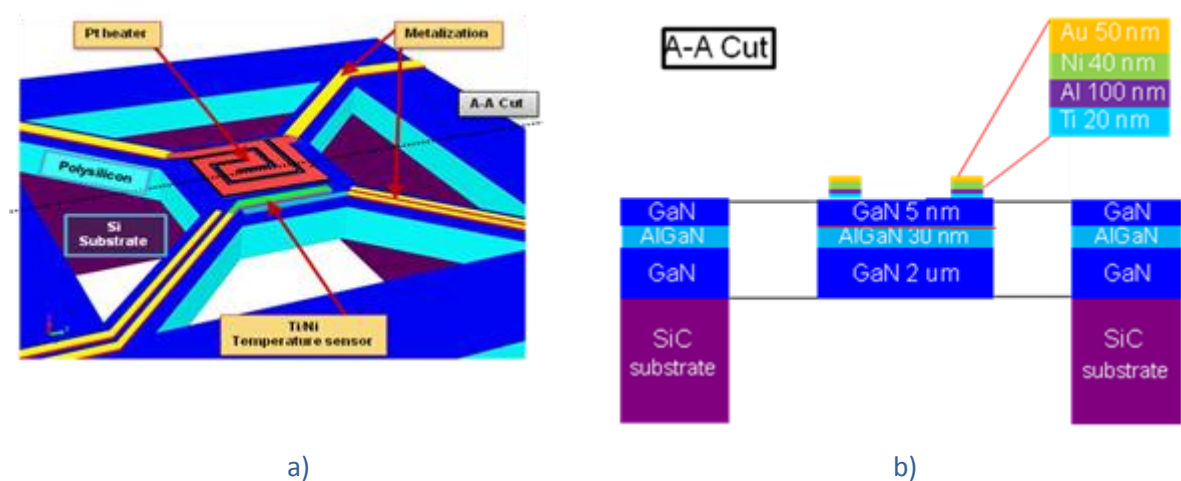 Pt heater
Metalization
A-A Cut
Polysilicon
Si
Substrate
Ti/Ni
Temperature sensor
a)
A-A Cut
Au 50 nm
Ni 40 nm
Al 100 nm
Ti 20 nm
GaN
GaN 5 nm
GaN
AlGaN
AlGaN 30 nm
AlGaN
GaN
GaN 2 um
GaN
SiC
substrate
SiC
substrate
b)